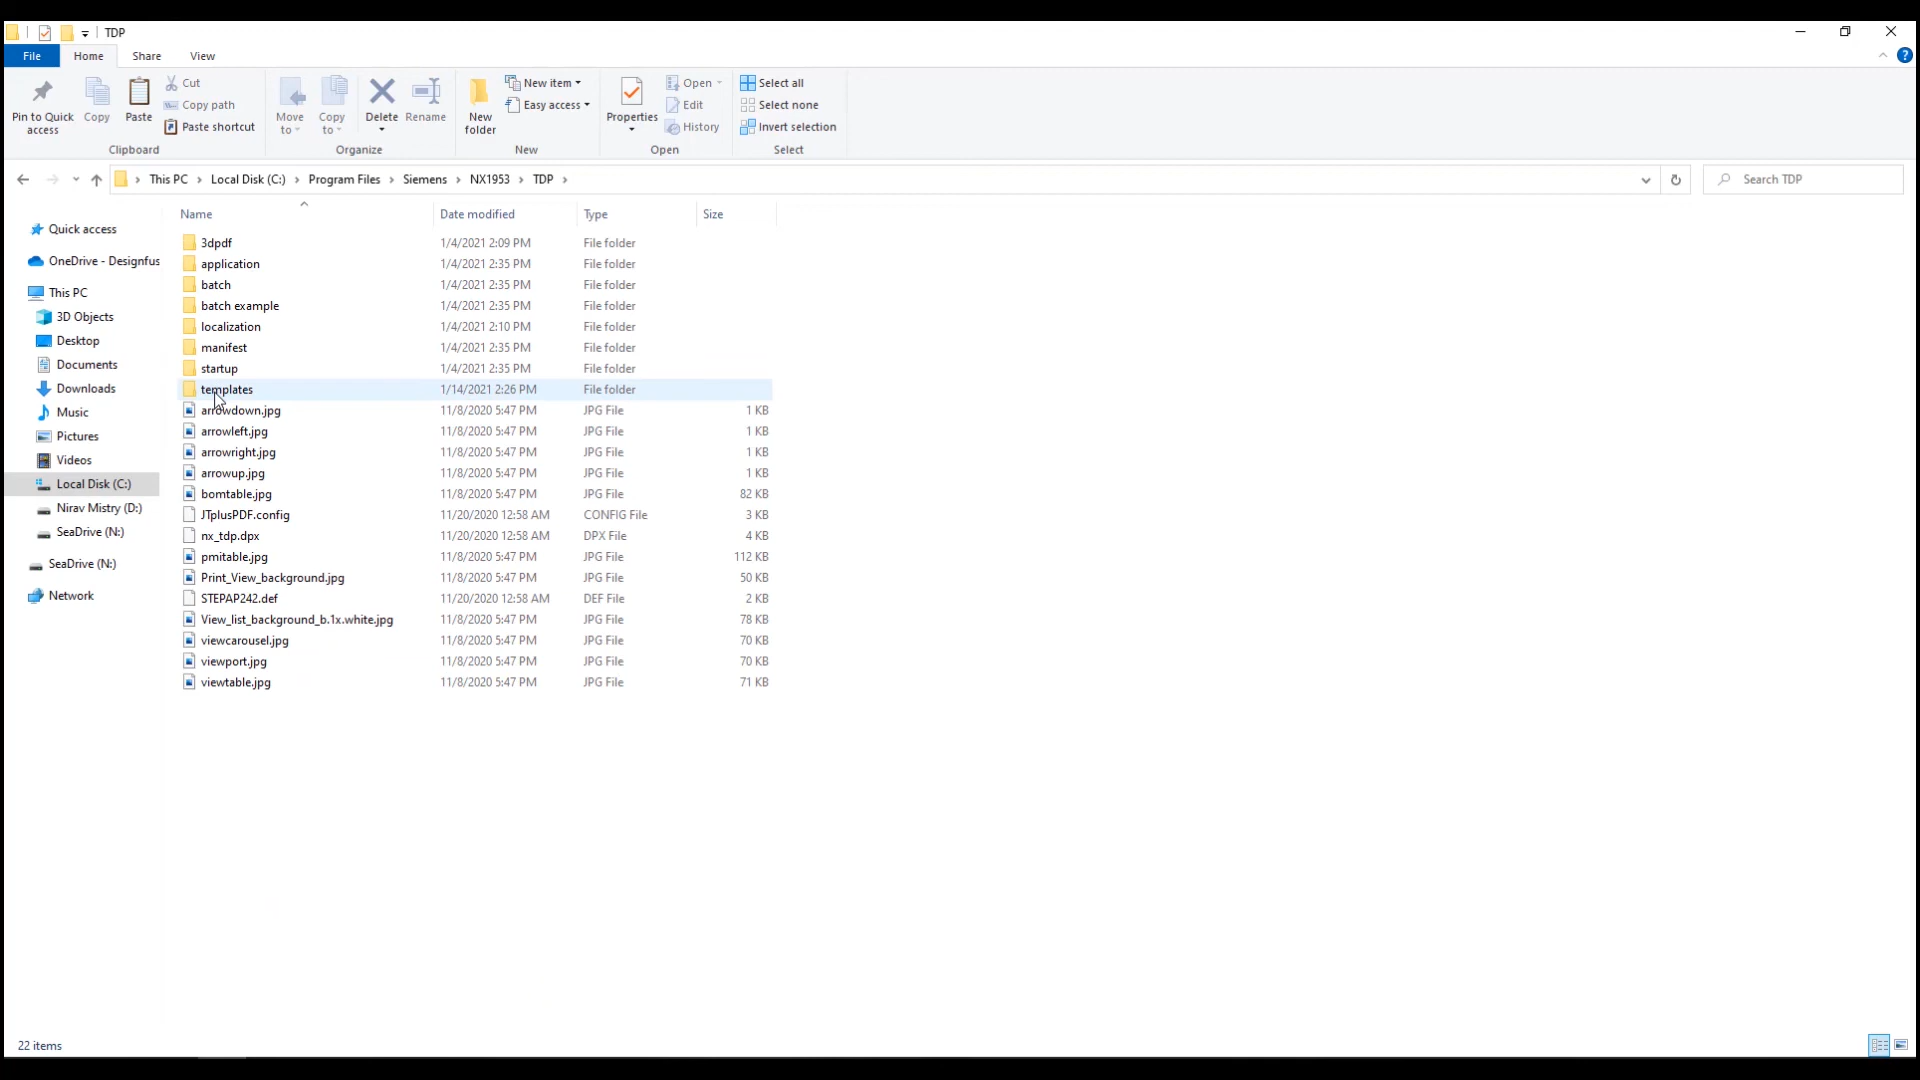 TDP
File Home Share View
Pin to Quick access
Copy
Paste
Cut
Copy path
Paste shortcut
Clipboard
Move to
Copy to
Delete
Rename
Organize
New folder
New item
Easy access
New
Properties
Open
Edit
History
Open
Select all
Select none
Invert selection
Select
This PC › Local Disk (C:) › Program Files › Siemens › NX1953 › TDP ›
Search TDP
Quick access
OneDrive - Designfus
This PC
3D Objects
Desktop
Documents
Downloads
Music
Pictures
Videos
Local Disk (C:)
Nirav Mistry (D:)
SeaDrive (N:)
SeaDrive (N:)
Network
Name Date modified Type Size
3dpdf 1/4/2021 2:09 PM File folder
application 1/4/2021 2:35 PM File folder
batch 1/4/2021 2:35 PM File folder
batch example 1/4/2021 2:35 PM File folder
localization 1/4/2021 2:10 PM File folder
manifest 1/4/2021 2:35 PM File folder
startup 1/4/2021 2:35 PM File folder
templates 1/14/2021 2:26 PM File folder
arrowdown.jpg 11/8/2020 5:47 PM JPG File 1 KB
arrowleft.jpg 11/8/2020 5:47 PM JPG File 1 KB
arrowright.jpg 11/8/2020 5:47 PM JPG File 1 KB
arrowup.jpg 11/8/2020 5:47 PM JPG File 1 KB
bomtable.jpg 11/8/2020 5:47 PM JPG File 82 KB
JTplusPDF.config 11/20/2020 12:58 AM CONFIG File 3 KB
nx_tdp.dpx 11/20/2020 12:58 AM DPX File 4 KB
pmitable.jpg 11/8/2020 5:47 PM JPG File 112 KB
Print_View_background.jpg 11/8/2020 5:47 PM JPG File 50 KB
STEPAP242.def 11/20/2020 12:58 AM DEF File 2 KB
View_list_background_b.1x.white.jpg 11/8/2020 5:47 PM JPG File 78 KB
viewcarousel.jpg 11/8/2020 5:47 PM JPG File 70 KB
viewport.jpg 11/8/2020 5:47 PM JPG File 70 KB
viewtable.jpg 11/8/2020 5:47 PM JPG File 71 KB
22 items